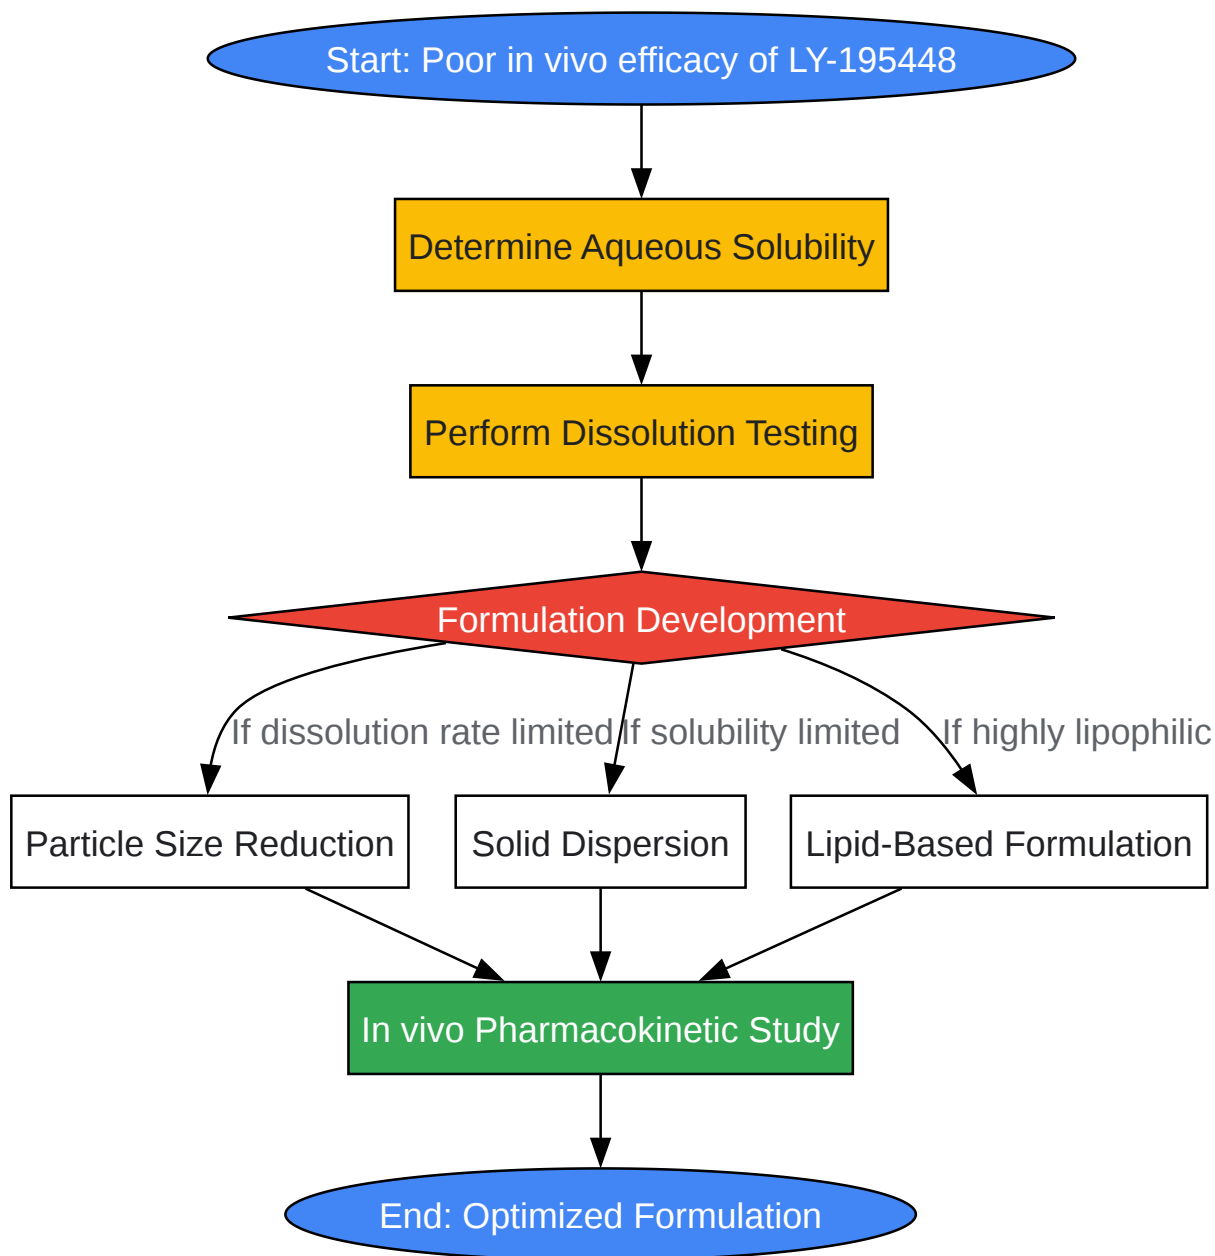 Start: Poor in vivo efficacy of LY-195448
Determine Aqueous Solubility
Perform Dissolution Testing
Formulation Development
If dissolution rate limited
If solubility limited
If highly lipophilic
Particle Size Reduction
Solid Dispersion
Lipid-Based Formulation
In vivo Pharmacokinetic Study
End: Optimized Formulation